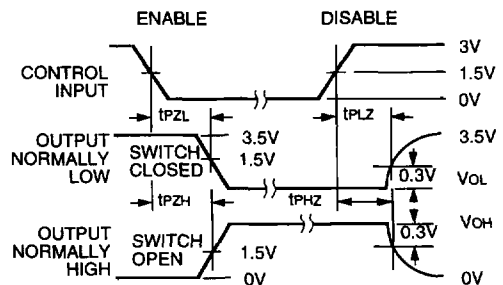 ENABLE DISABLE
CONTROL INPUT
3V
1.5V
0V
tPZL
tPLZ
OUTPUT NORMALLY LOW
SWITCH CLOSED
3.5V
1.5V
3.5V
0.3V
VOL
tPZH
tPHZ
VOH
0.3V
OUTPUT NORMALLY HIGH
SWITCH OPEN
1.5V
0V
0V